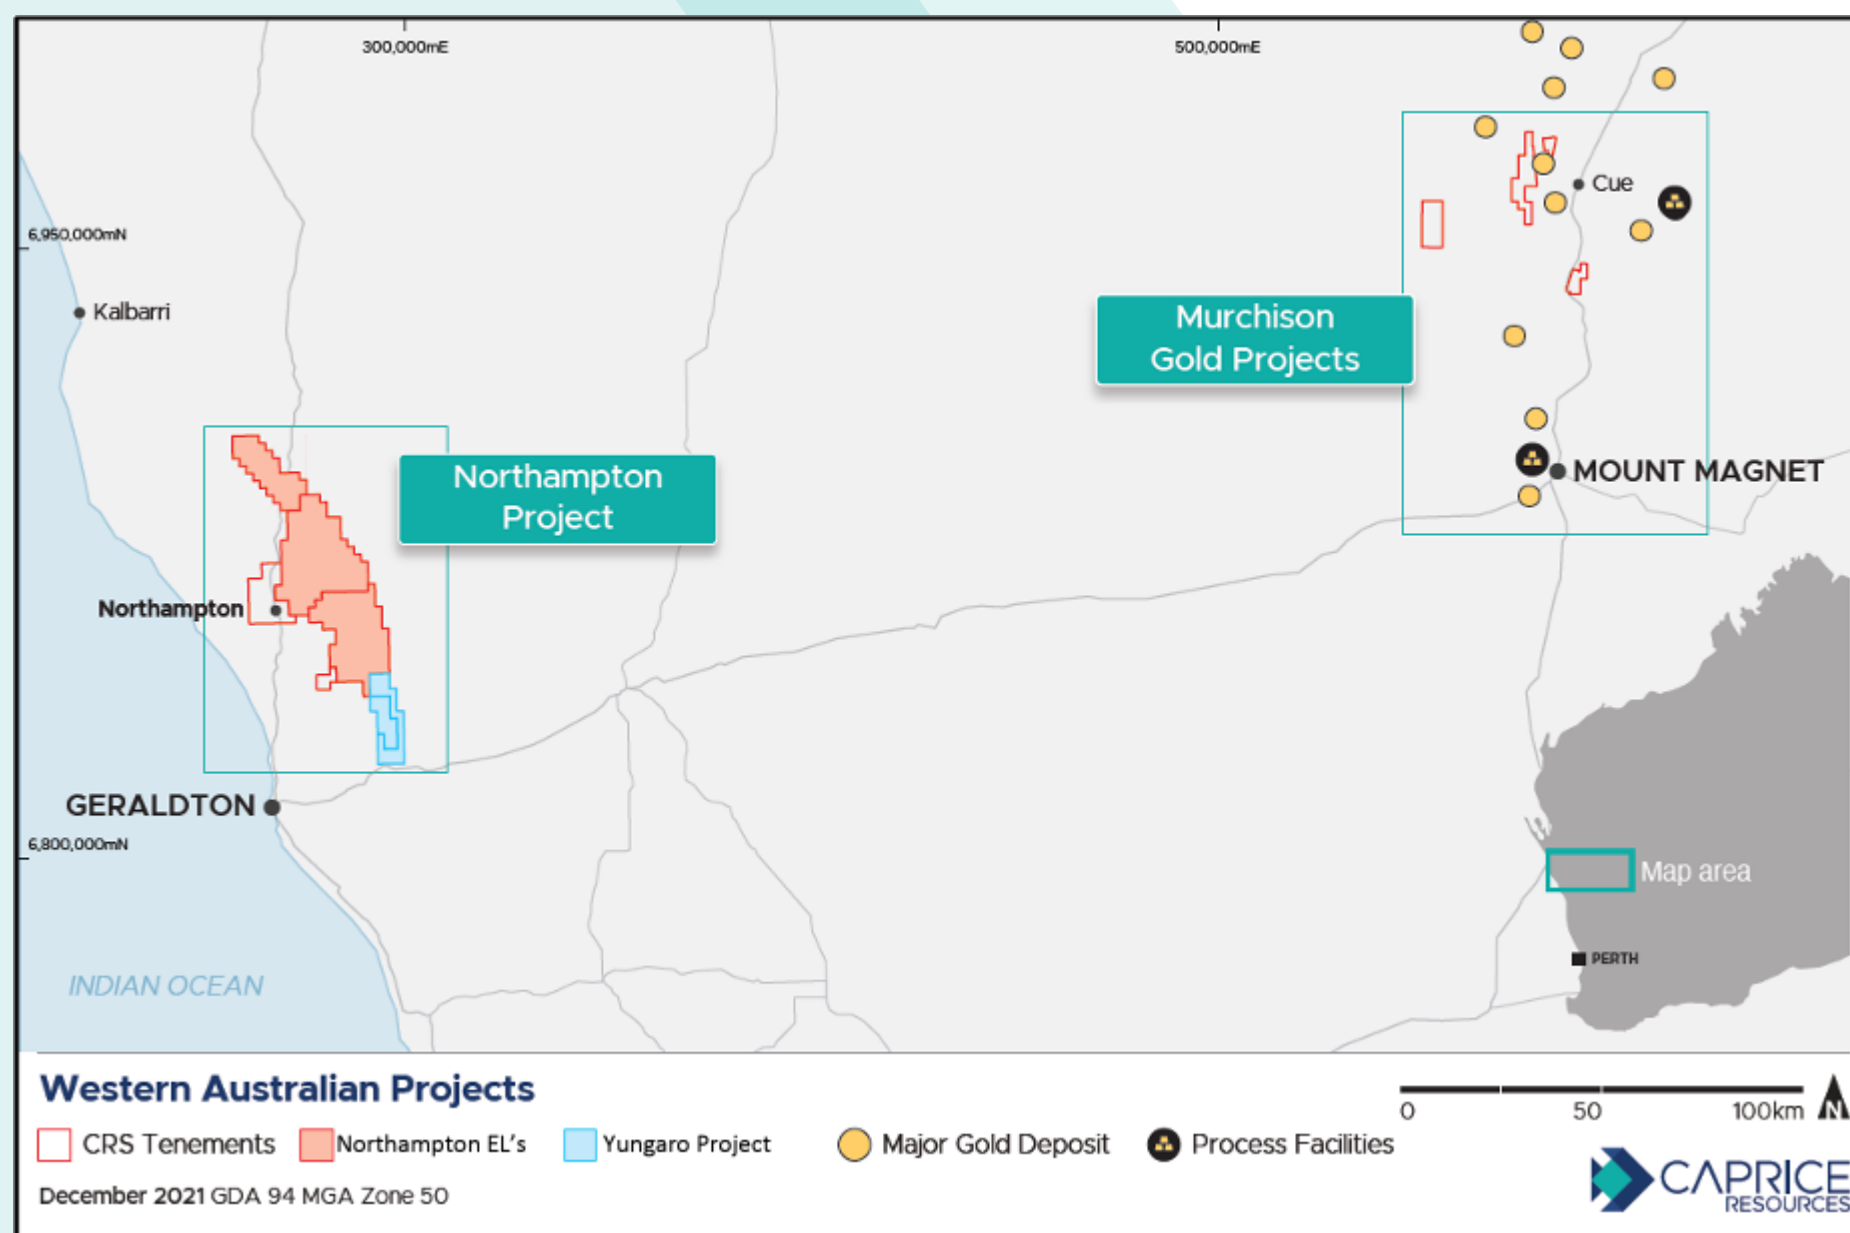 300,000mE
500,000mE
Cue
6,950,000mN
Kalbarri
Murchison
Gold Projects
Northampton
Project
MOUNT MAGNET
Northampton
GERALDTON
6,800,000mN
Map area
PERTH
INDIAN OCEAN
Western Australian Projects
0 50 100km N
CRS Tenements Northampton EL's Yungaro Project Major Gold Deposit Process Facilities
December 2021 GDA 94 MGA Zone 50
CAPRICE
RESOURCES